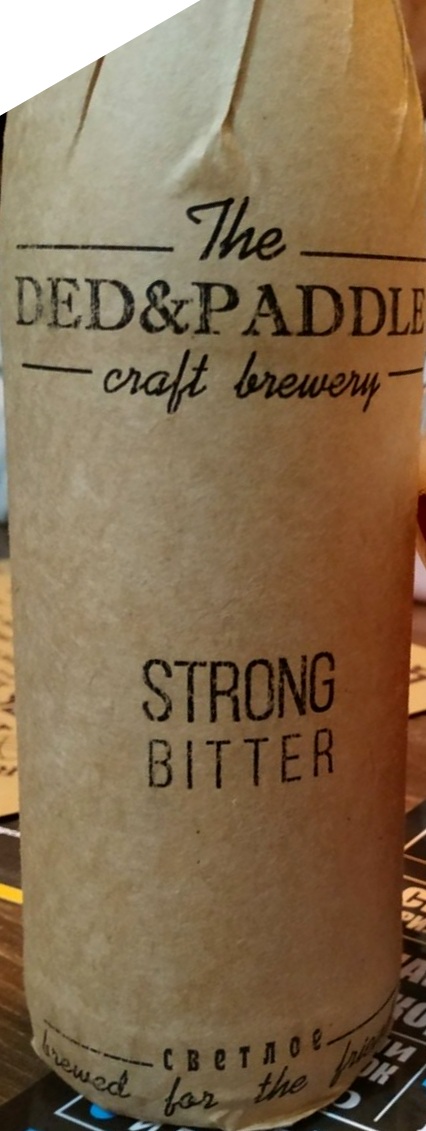 The
DED&PADDLE
craft brewery
STRONG
BITTER
светлое
brewed for the